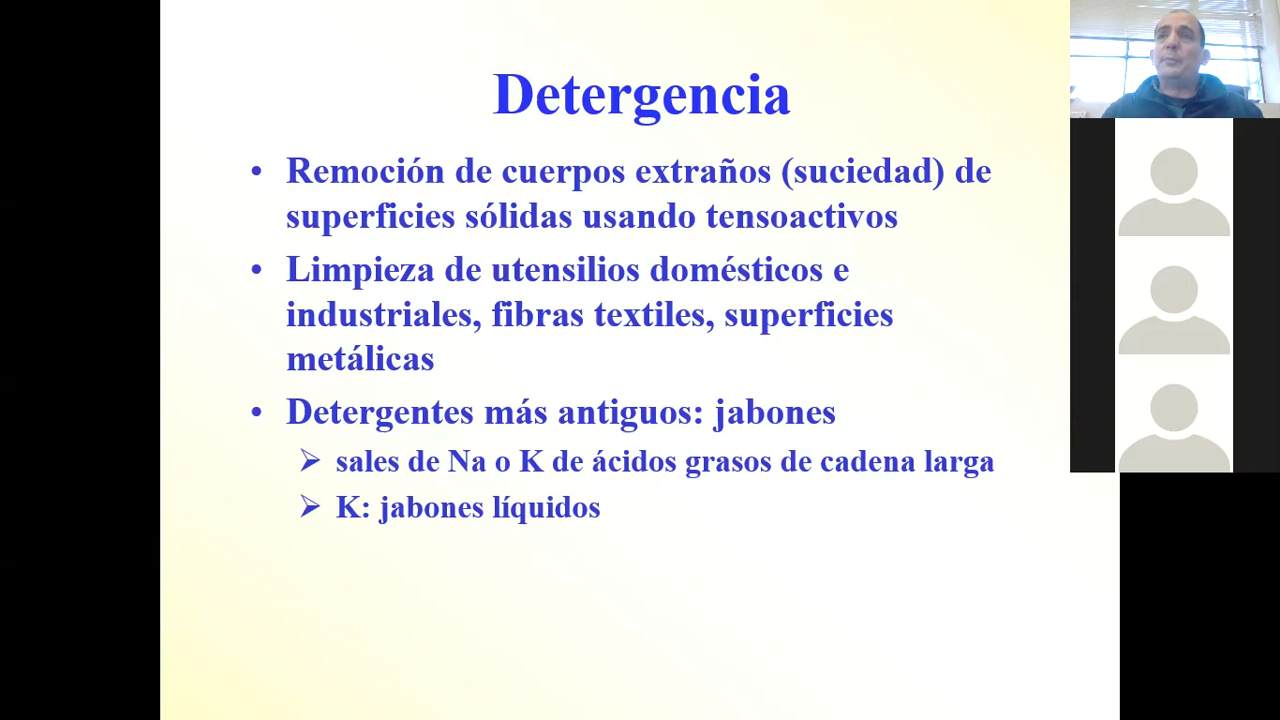 Detergencia
• Remoción de cuerpos extraños (suciedad) de
superficies sólidas usando tensoactivos
• Limpieza de utensilios domésticos e
industriales, fibras textiles, superficies
metálicas
• Detergentes más antiguos: jabones
➢ sales de Na o K de ácidos grasos de cadena larga
➢ K: jabones líquidos